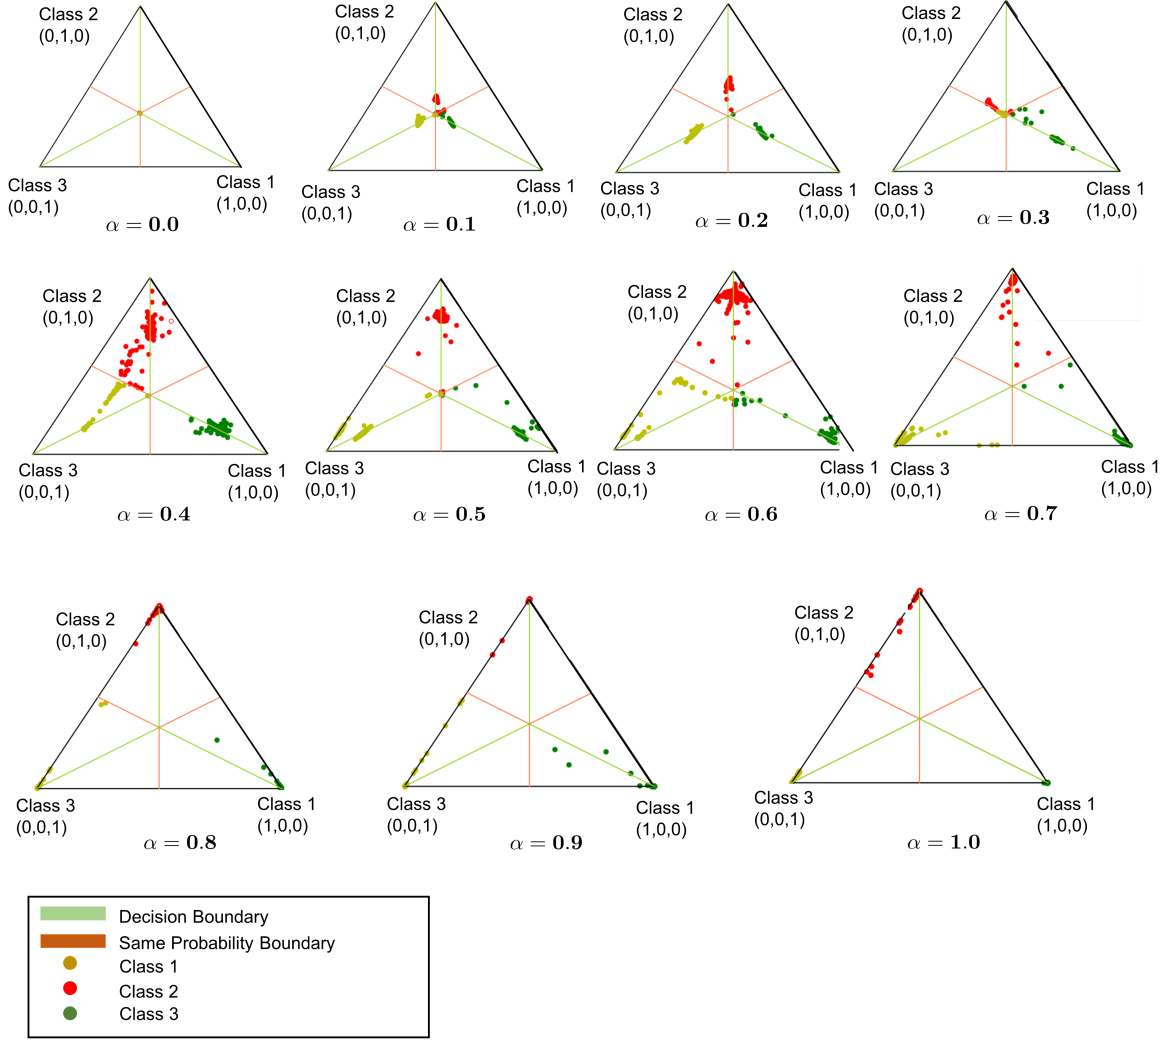 Class 2
(0,1,0)
Class 3
(0,0,1)
Class 1
(1,0,0)
α = 0.0
Class 2
(0,1,0)
Class 3
(0,0,1)
Class 1
(1,0,0)
α = 0.1
Class 2
(0,1,0)
Class 3
(0,0,1)
Class 1
(1,0,0)
α = 0.2
Class 2
(0,1,0)
Class 3
(0,0,1)
Class 1
(1,0,0)
α = 0.3
Class 2
(0,1,0)
Class 3
(0,0,1)
Class 1
(1,0,0)
α = 0.4
Class 2
(0,1,0)
Class 3
(0,0,1)
Class 1
(1,0,0)
α = 0.5
Class 2
(0,1,0)
Class 3
(0,0,1)
Class 1
(1,0,0)
α = 0.6
Class 2
(0,1,0)
Class 3
(0,0,1)
Class 1
(1,0,0)
α = 0.7
Class 2
(0,1,0)
Class 3
(0,0,1)
Class 1
(1,0,0)
α = 0.8
Class 2
(0,1,0)
Class 3
(0,0,1)
Class 1
(1,0,0)
α = 0.9
Class 2
(0,1,0)
Class 3
(0,0,1)
Class 1
(1,0,0)
α = 1.0
Decision Boundary
Same Probability Boundary
Class 1
Class 2
Class 3